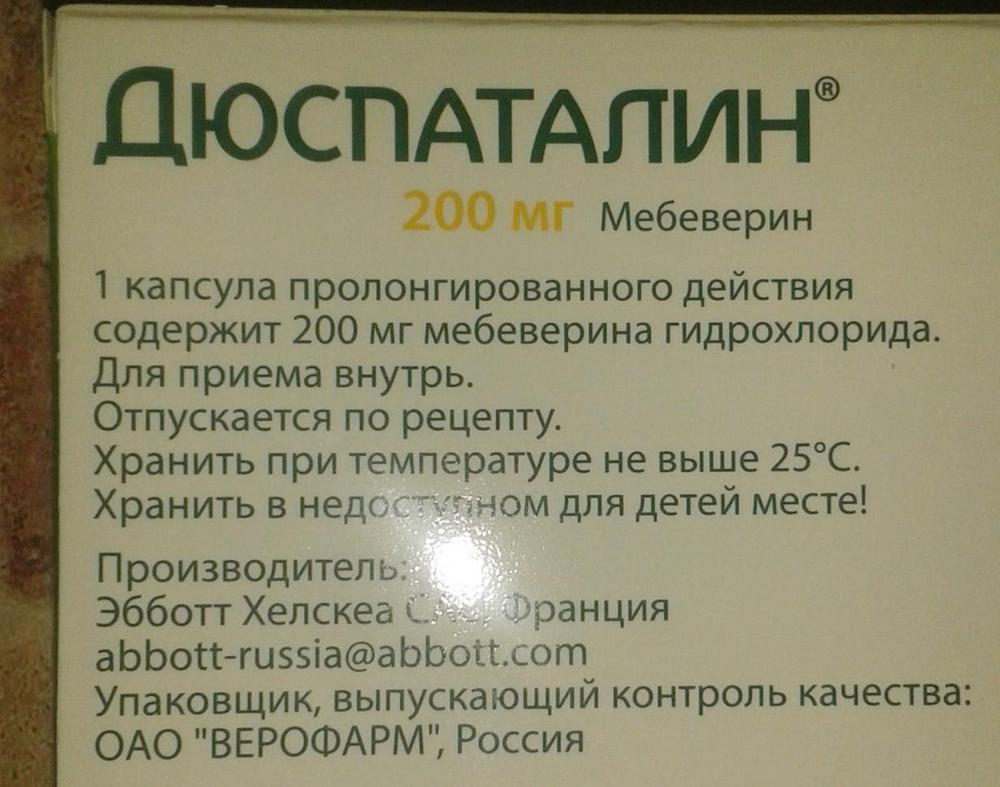 Дюспаталин®
200 мг Мебеверин
1 капсула пролонгированного действия
содержит 200 мг мебеверина гидрохлорида.
Для приема внутрь.
Отпускается по рецепту.
Хранить при температуре не выше 25°С.
Хранить в недоступном для детей месте!
Производитель:
Эбботт Хелскеа САС, Франция
abbott-russia@abbott.com
Упаковщик, выпускающий контроль качества:
ОАО "ВЕРОФАРМ", Россия